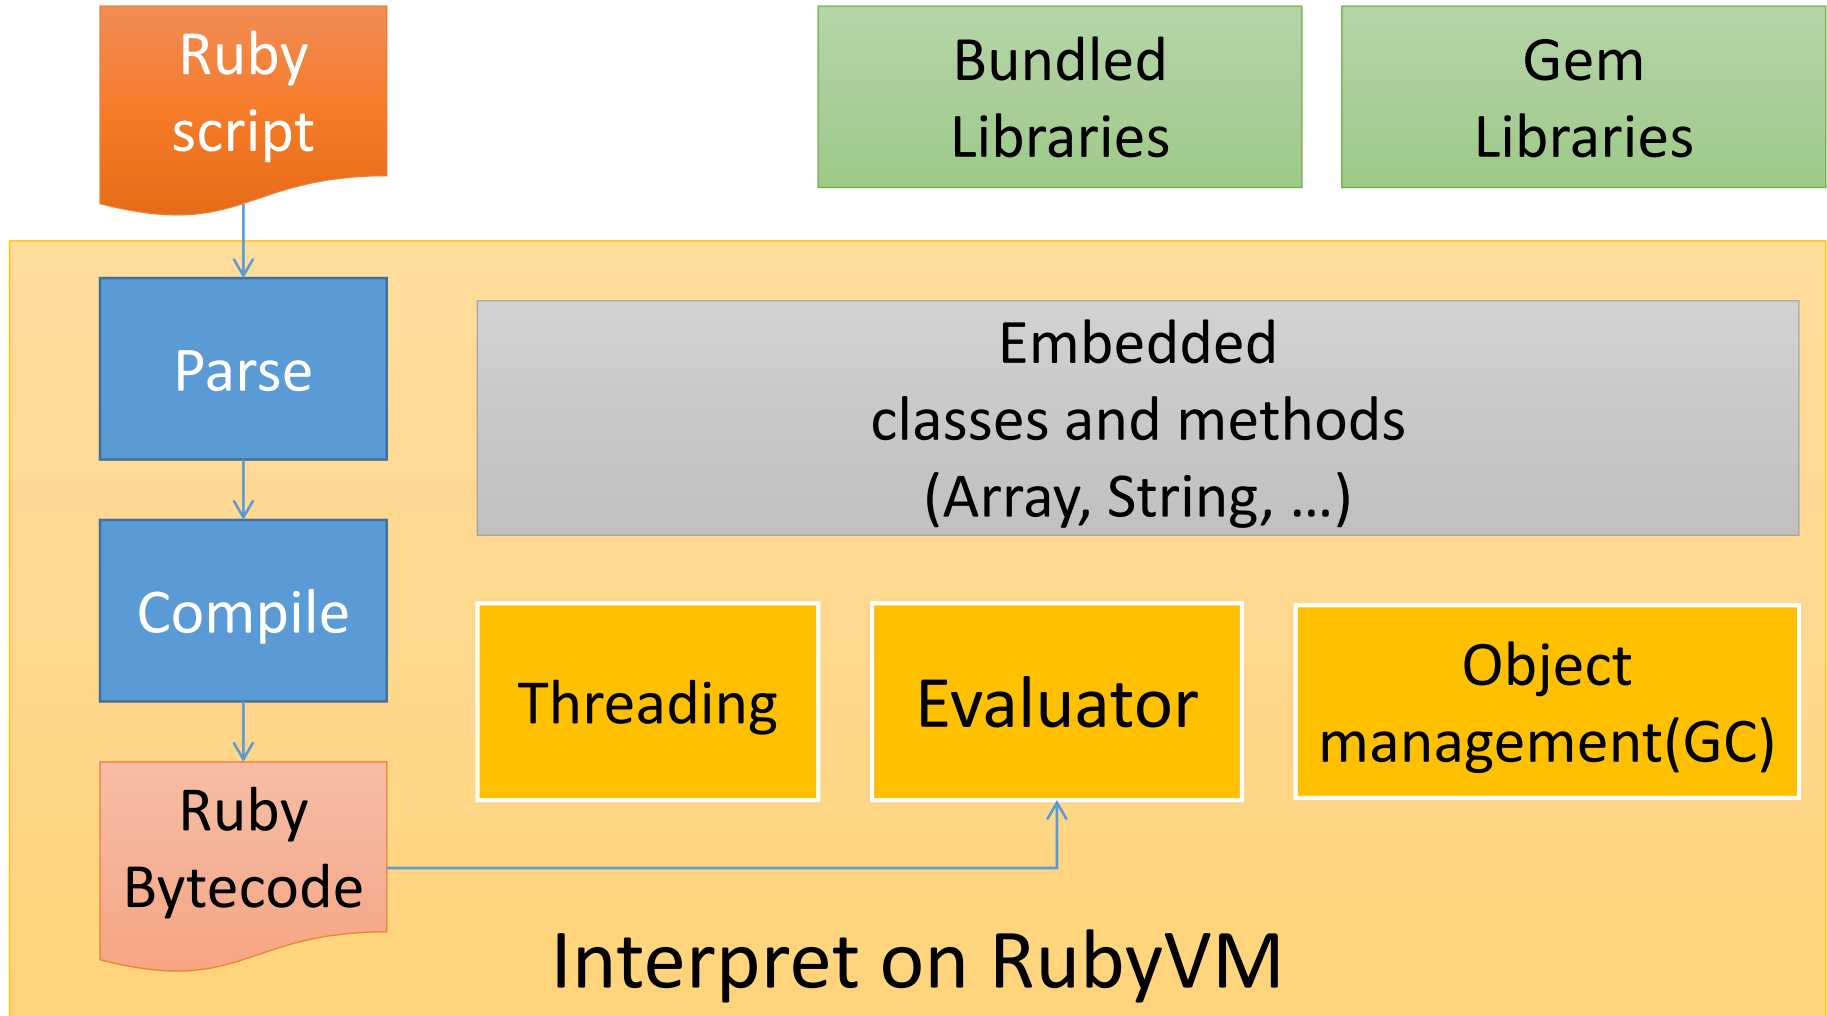 Ruby
script
Bundled
Libraries
Gem
Libraries
Parse
Embedded
classes and methods
(Array, String, …)
Compile
Threading
Evaluator
Object
management(GC)
Ruby
Bytecode
Interpret on RubyVM